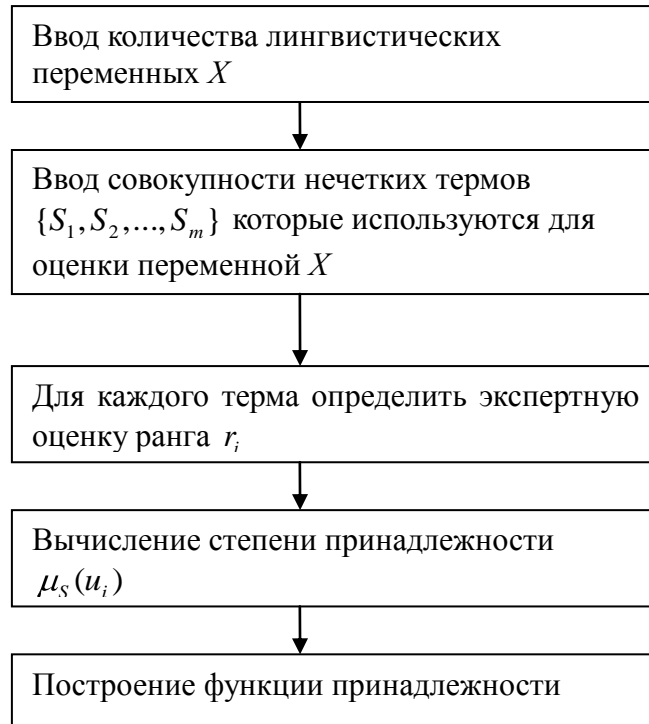 Ввод количества лингвистических
переменных X
Ввод совокупности нечетких термов
{S₁, S₂,..., Sₘ} которые используются для
оценки переменной X
Для каждого терма определить экспертную
оценку ранга rᵢ
Вычисление степени принадлежности
μ_S(uᵢ)
Построение функции принадлежности